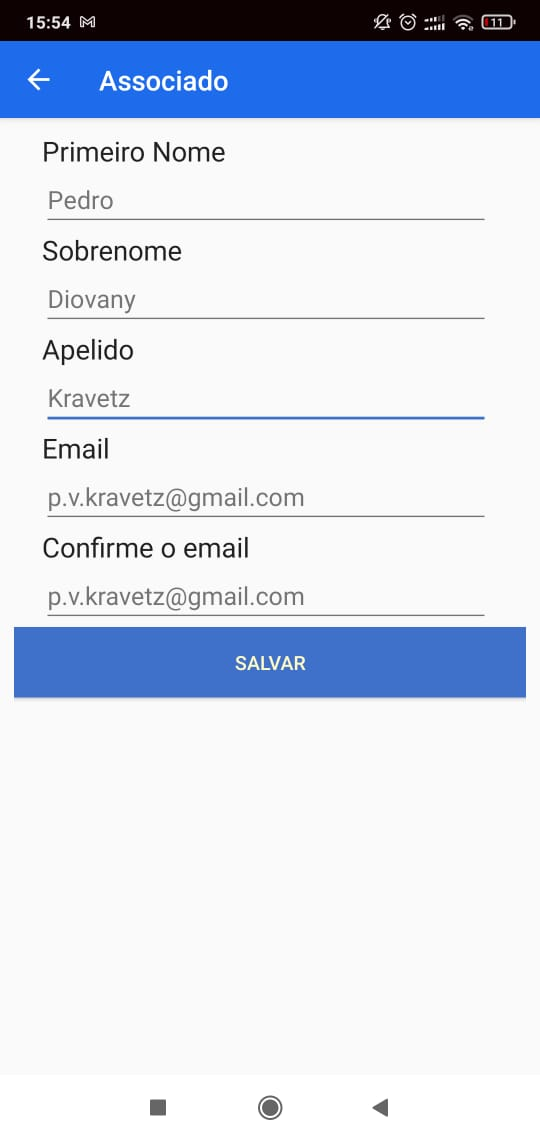 15:54
11
Associado
Primeiro Nome
Pedro
Sobrenome
Diovany
Apelido
Kravetz
Email
p.v.kravetz@gmail.com
Confirme o email
p.v.kravetz@gmail.com
SALVAR